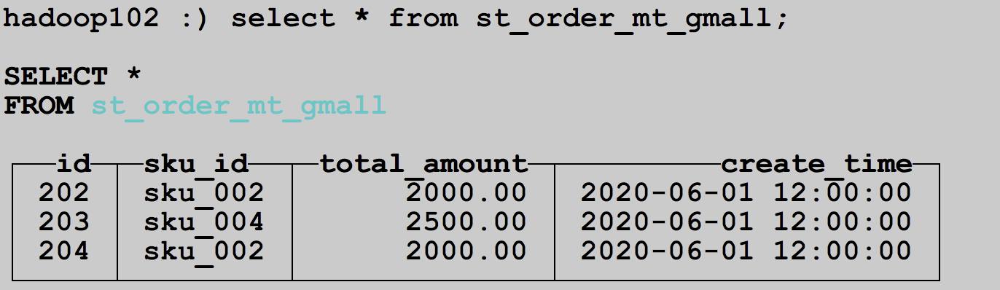 hadoop102 :) select * from st_order_mt_gmall;
SELECT *
FROM st_order_mt_gmall
id sku_id total_amount create_time
202 sku_002 2000.00 2020-06-01 12:00:00
203 sku_004 2500.00 2020-06-01 12:00:00
204 sku_002 2000.00 2020-06-01 12:00:00